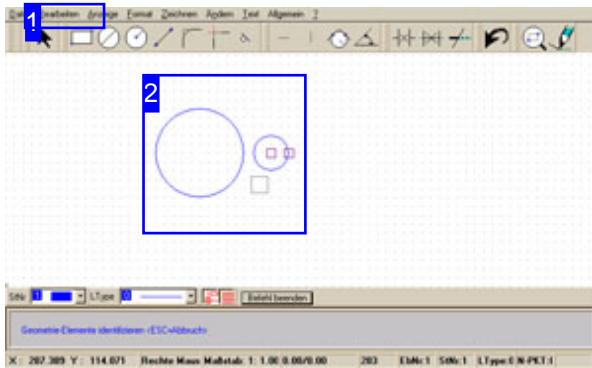 Datei Bearbeiten Anzeige Format Zeichnen Ändern Text Allgemein ?
1
2
StNr 1 LType 0 Befehl beenden
Geometrie-Elemente identifizieren <ESC=Abbruch>
X: 207.309 Y: 114.071 Rechte Maus Maßstab: 1: 1.00 0.00/0.00 203 EbNr:1 StNr:1 LType:0 N-PKT:(